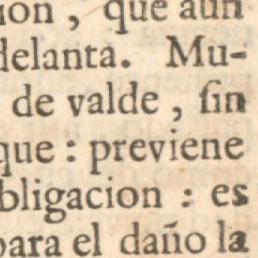 ion, que aun
delanta. Mu-
de valde, ſin
que: previene
bligacion: es
para el daño la